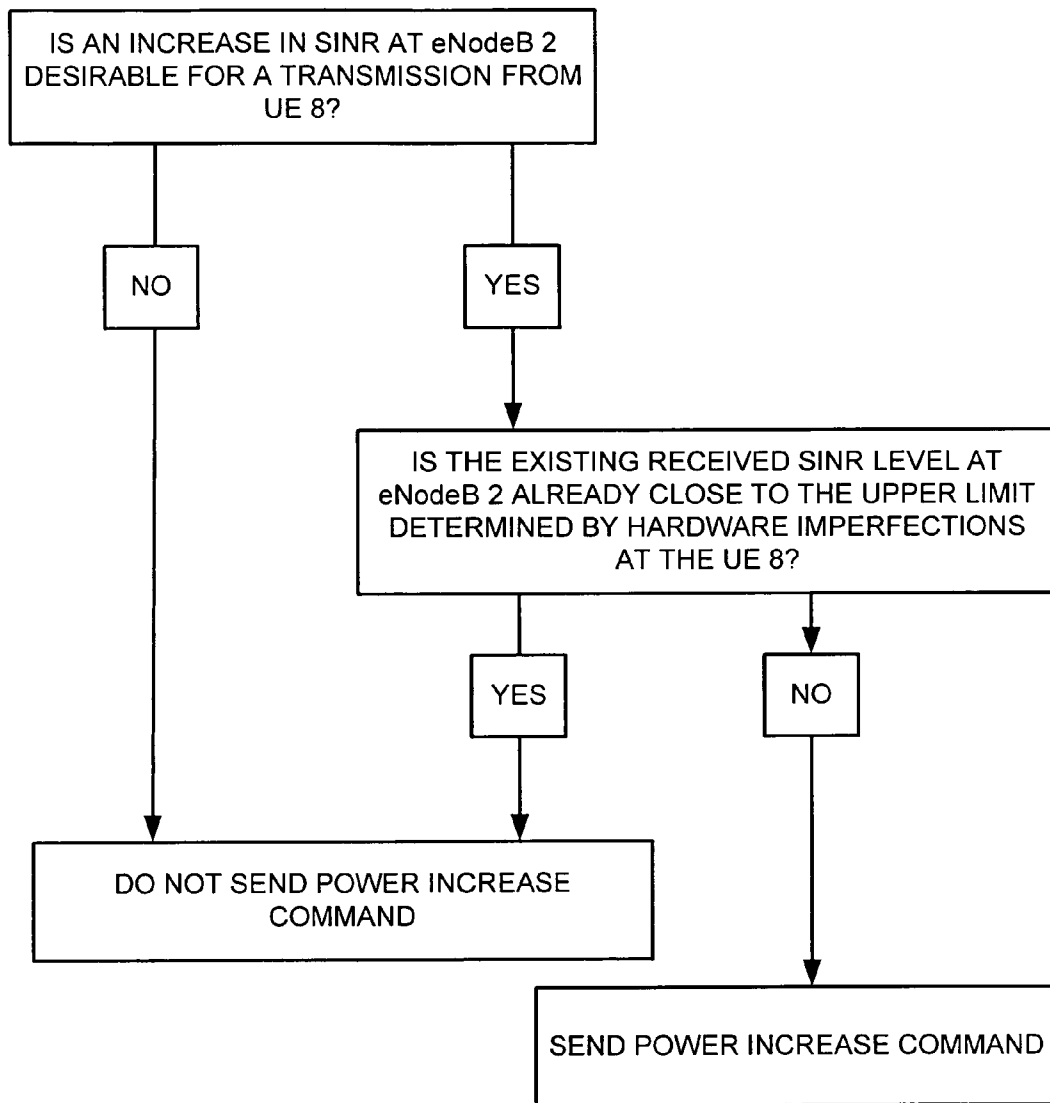 IS AN INCREASE IN SINR AT eNodeB 2
DESIRABLE FOR A TRANSMISSION FROM
UE 8?
NO
YES
IS THE EXISTING RECEIVED SINR LEVEL AT
eNodeB 2 ALREADY CLOSE TO THE UPPER LIMIT
DETERMINED BY HARDWARE IMPERFECTIONS
AT THE UE 8?
YES
NO
DO NOT SEND POWER INCREASE
COMMAND
SEND POWER INCREASE COMMAND